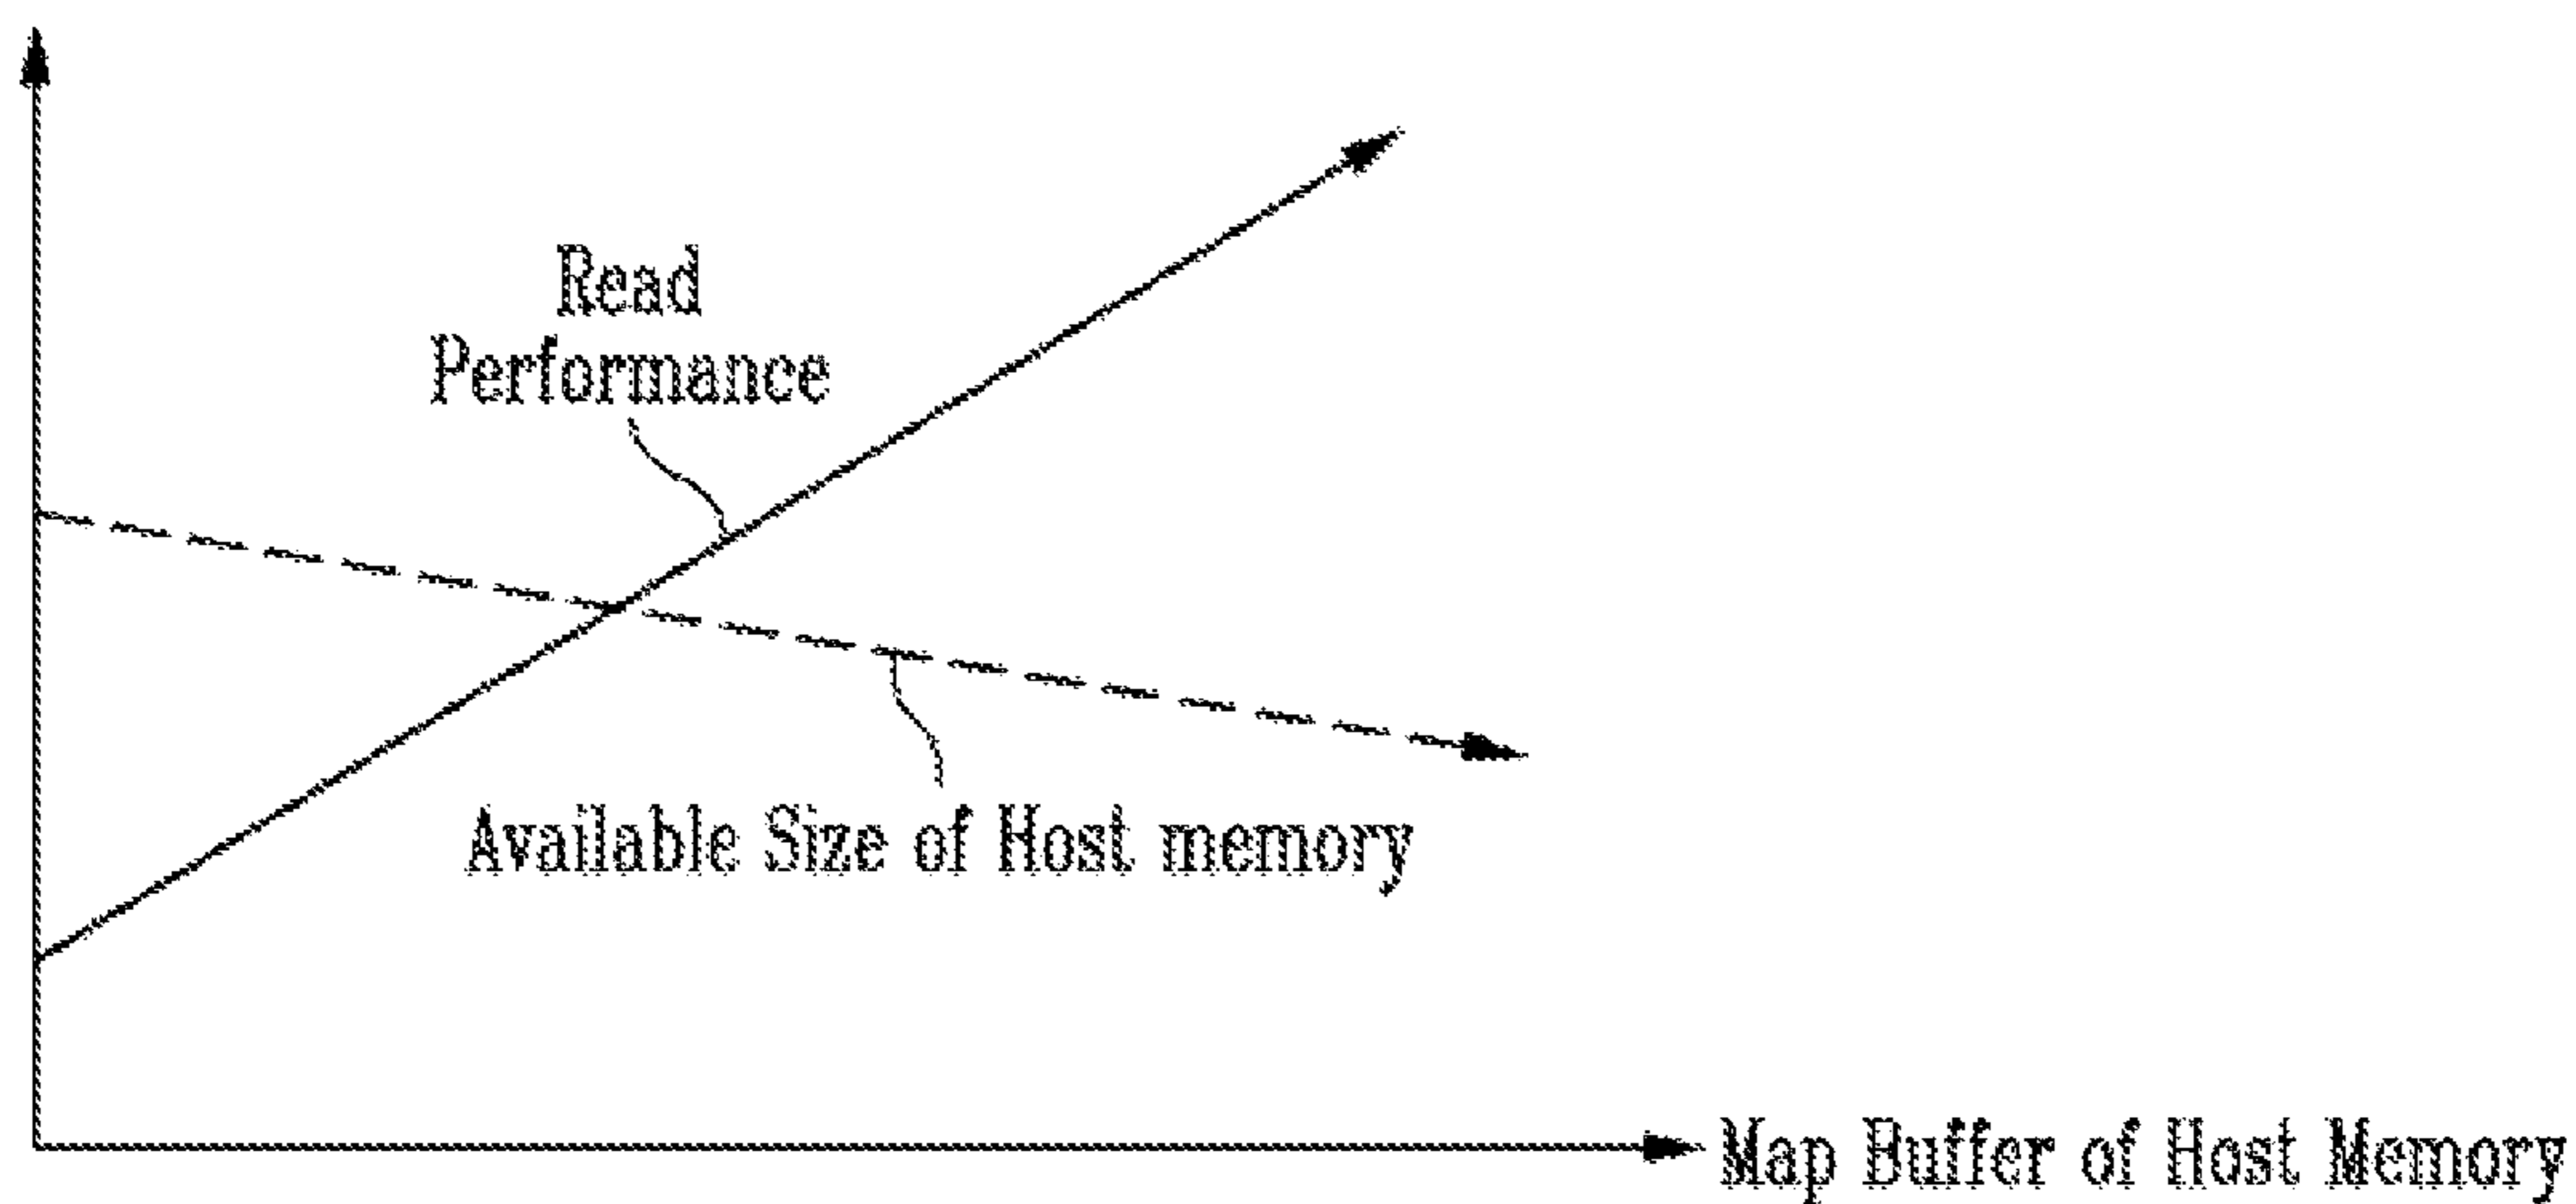 Read
Performance
Available Size of Host memory
Map Buffer of Host Memory